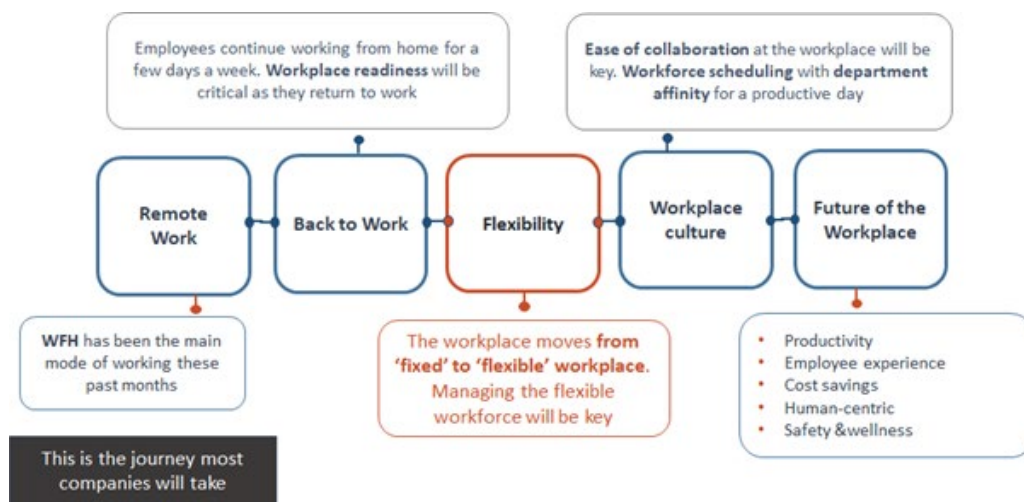 Employees continue working from home for a
few days a week. Workplace readiness will be
critical as they return to work
Ease of collaboration at the workplace will be
key. Workforce scheduling with department
affinity for a productive day
Remote
Work
Back to Work
Flexibility
Workplace
culture
Future of the
Workplace
WFH has been the main
mode of working these
past months
The workplace moves from
‘fixed’ to ‘flexible’ workplace.
Managing the flexible
workforce will be key
• Productivity
• Employee experience
• Cost savings
• Human-centric
• Safety &wellness
This is the journey most
companies will take